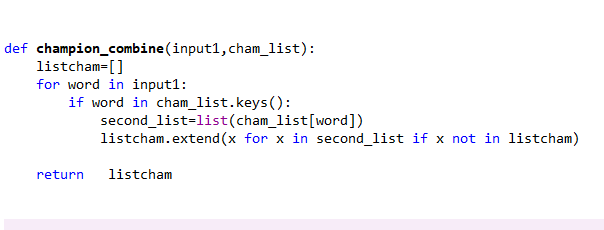 def champion_combine(input1,cham_list):
    listcham=[]
    for word in input1:
        if word in cham_list.keys():
            second_list=list(cham_list[word])
            listcham.extend(x for x in second_list if x not in listcham)
    return   listcham